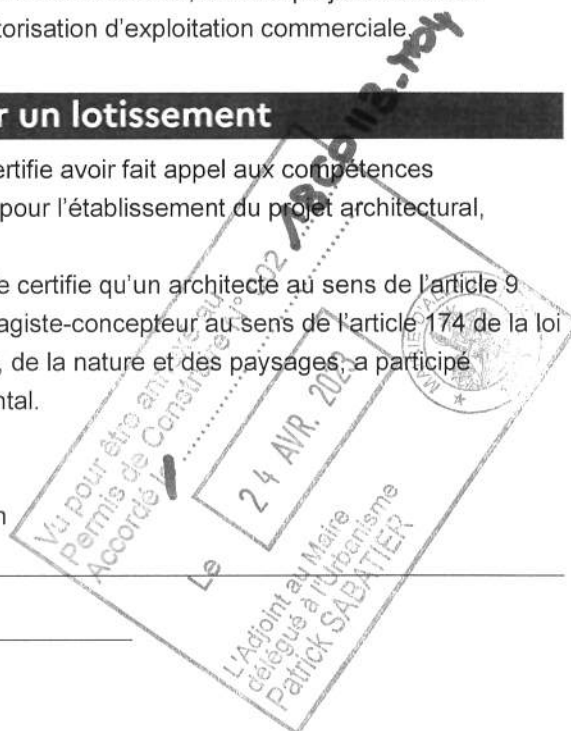 torisation d'exploitation commerciale.
r un lotissement
ertifie avoir fait appel aux compétences
pour l'établissement du projet architectural,
e certifie qu'un architecte au sens de l'article 9
agiste-concepteur au sens de l'article 174 de la loi
, de la nature et des paysages, a participé
ntal.
n
Vu pour être annexé au
Permis de Construire N° 002
Accordé le
Le
24 AVR. 2023
L'Adjoint au Maire
délégué à l'Urbanisme
Patrick SABATIER